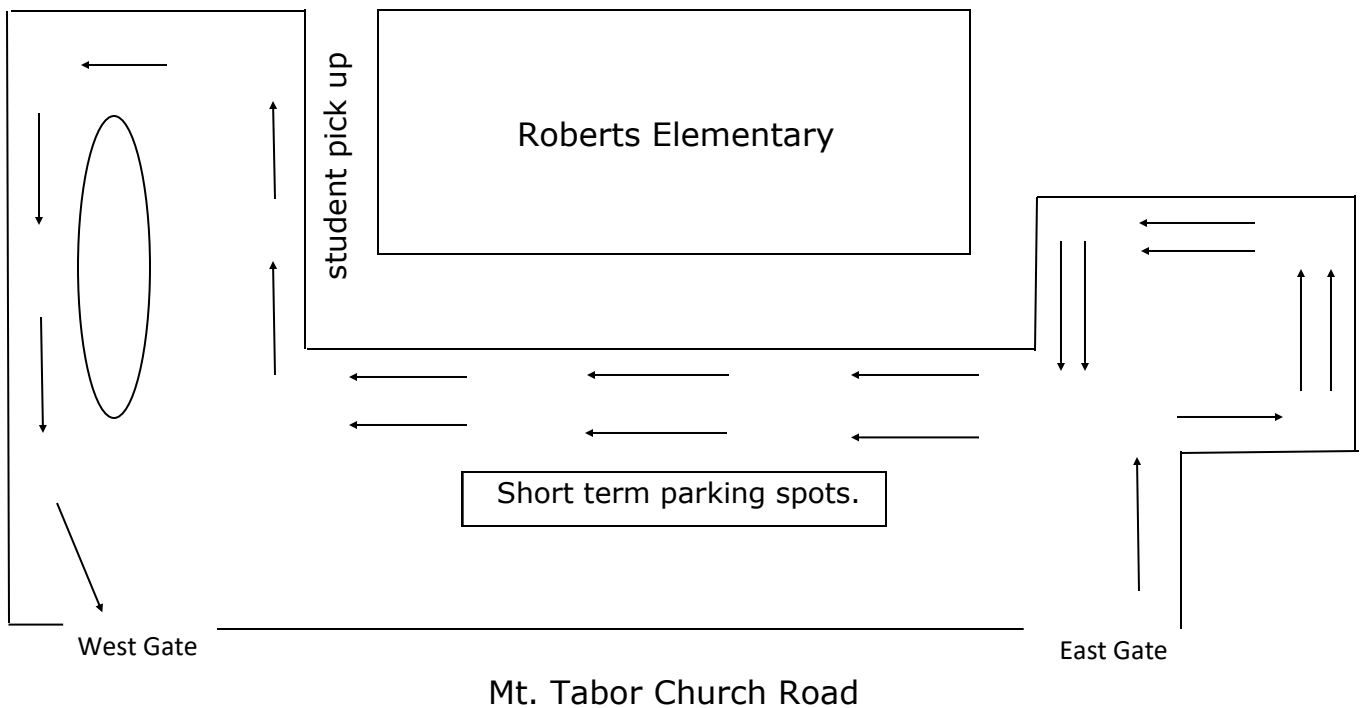 student pick up
Roberts Elementary
Short term parking spots.
West Gate
East Gate
Mt. Tabor Church Road